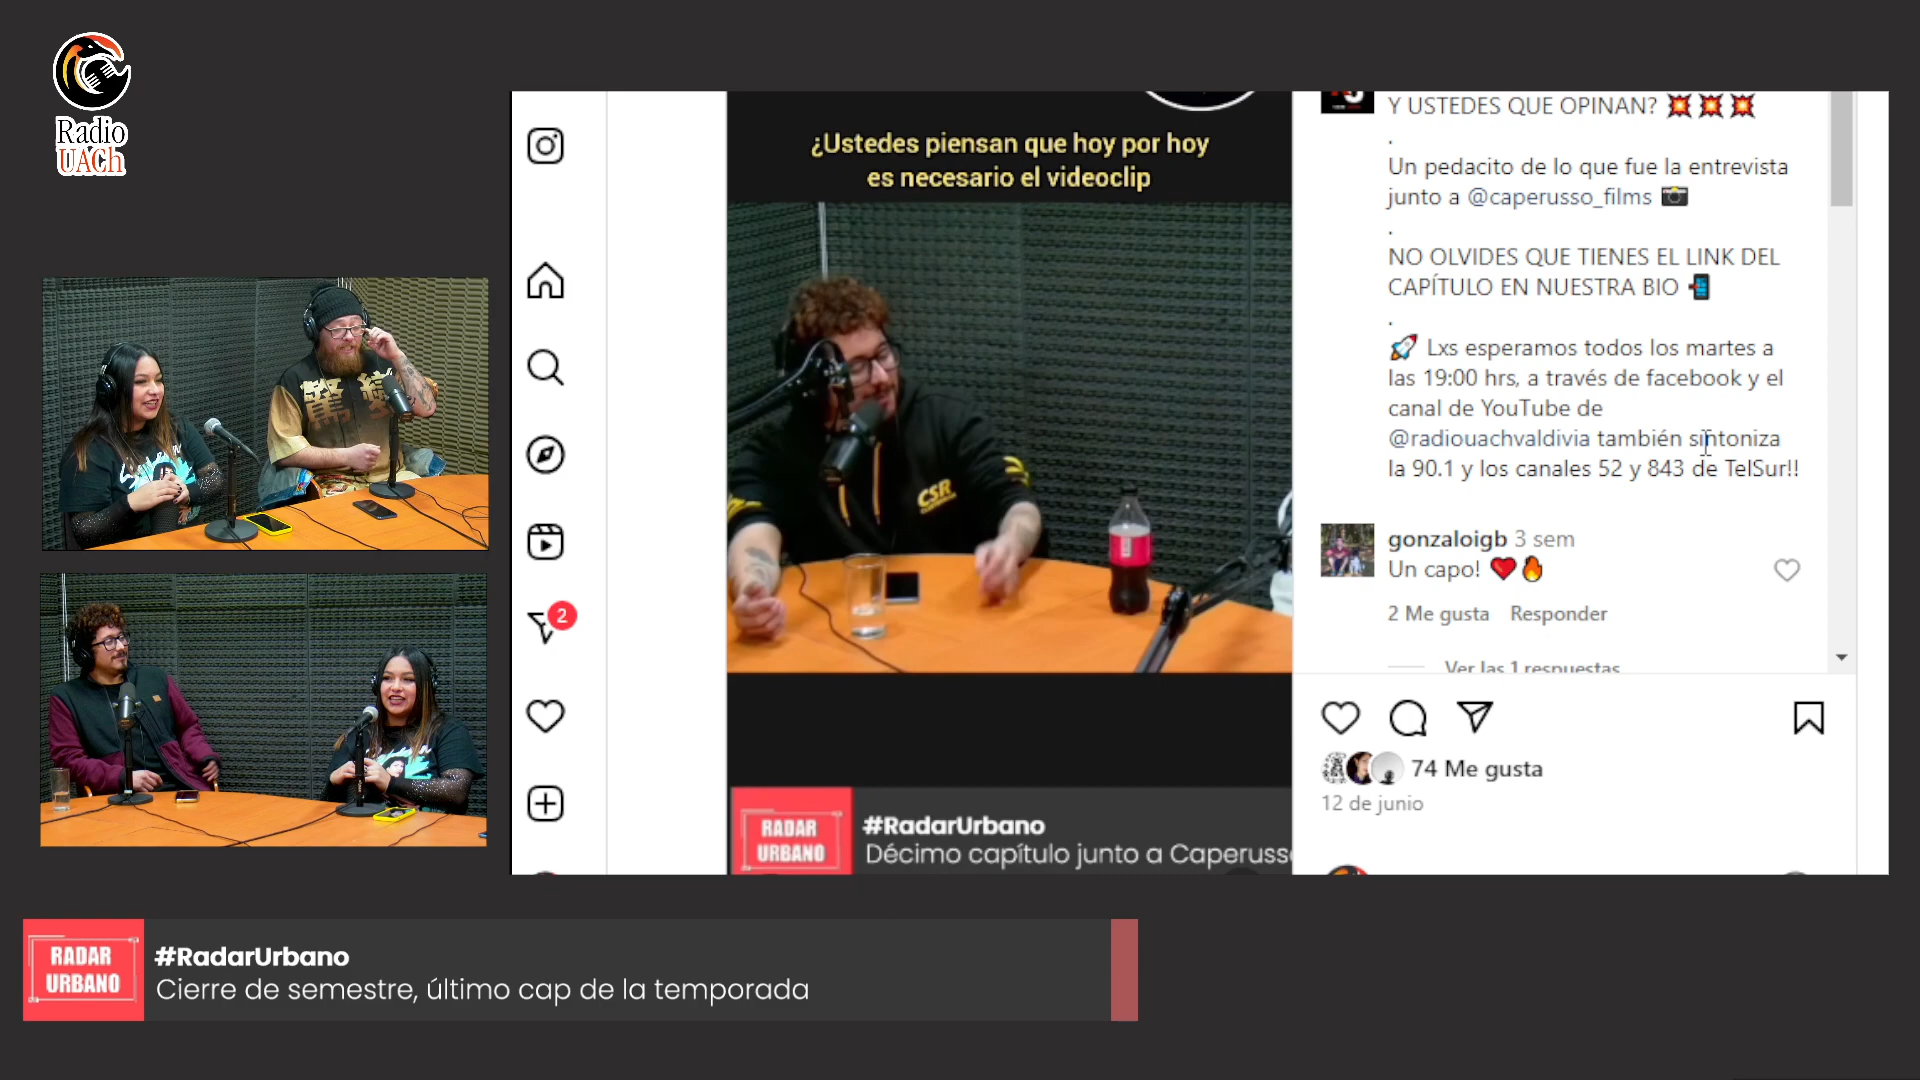 Radio
UACh
¿Ustedes piensan que hoy por hoy
es necesario el videoclip
CSR
2
RADAR
URBANO
#RadarUrbano
Décimo capítulo junto a Caperuss
Y USTEDES QUE OPINAN? 💥 💥 💥
.
Un pedacito de lo que fue la entrevista
junto a @caperusso_films 📷
.
NO OLVIDES QUE TIENES EL LINK DEL
CAPÍTULO EN NUESTRA BIO 📲
.
🚀 Lxs esperamos todos los martes a
las 19:00 hrs, a través de facebook y el
canal de YouTube de
@radiouachvaldivia también sintoniza
la 90.1 y los canales 52 y 843 de TelSur!!
gonzaloigb 3 sem
Un capo! ❤️🔥
2 Me gusta Responder
Ver las 1 respuestas
74 Me gusta
12 de junio
RADAR
URBANO
#RadarUrbano
Cierre de semestre, último cap de la temporada